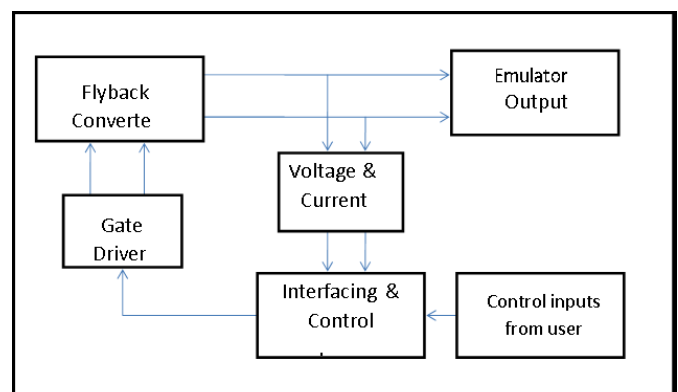 Flyback
Converte
Emulator
Output
Voltage &
Current
Gate
Driver
Interfacing &
Control
Control inputs
from user